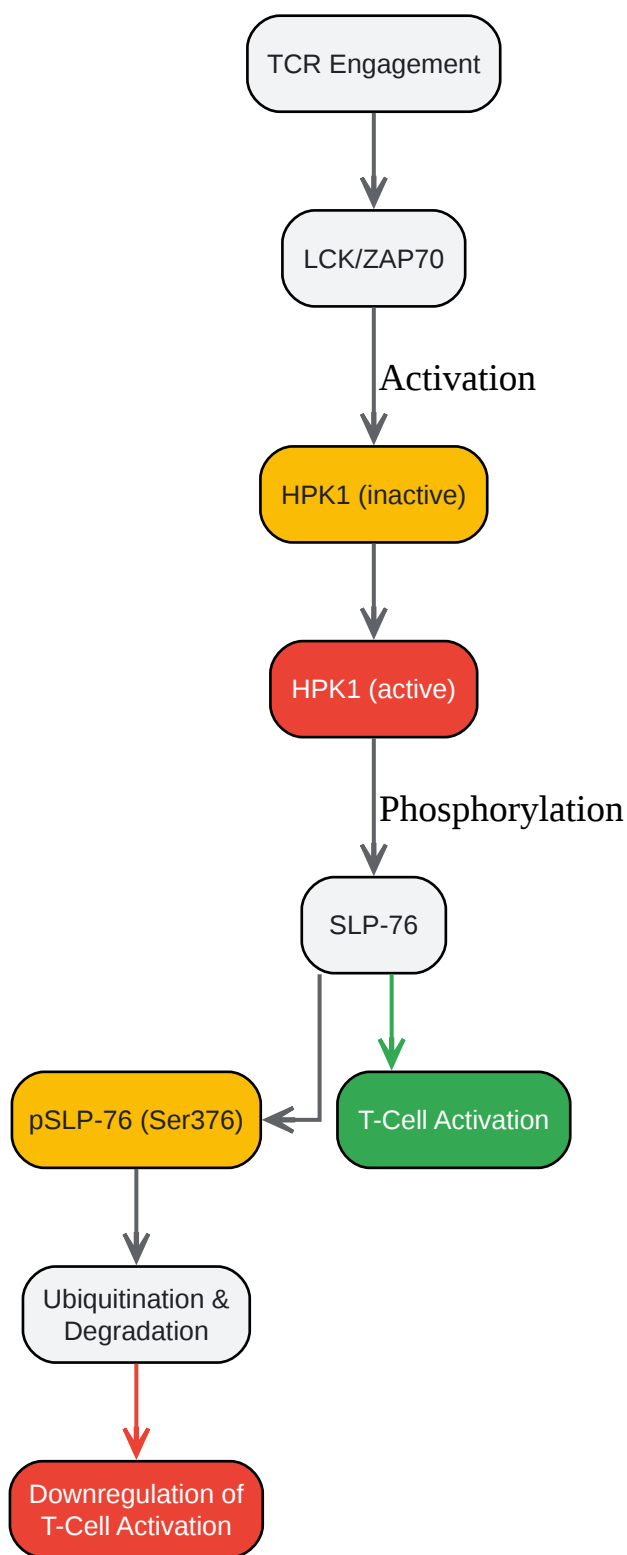 TCR Engagement
LCK/ZAP70
Activation
HPK1 (inactive)
HPK1 (active)
Phosphorylation
SLP-76
pSLP-76 (Ser376)
T-Cell Activation
Ubiquitination &
Degradation
Downregulation of
T-Cell Activation